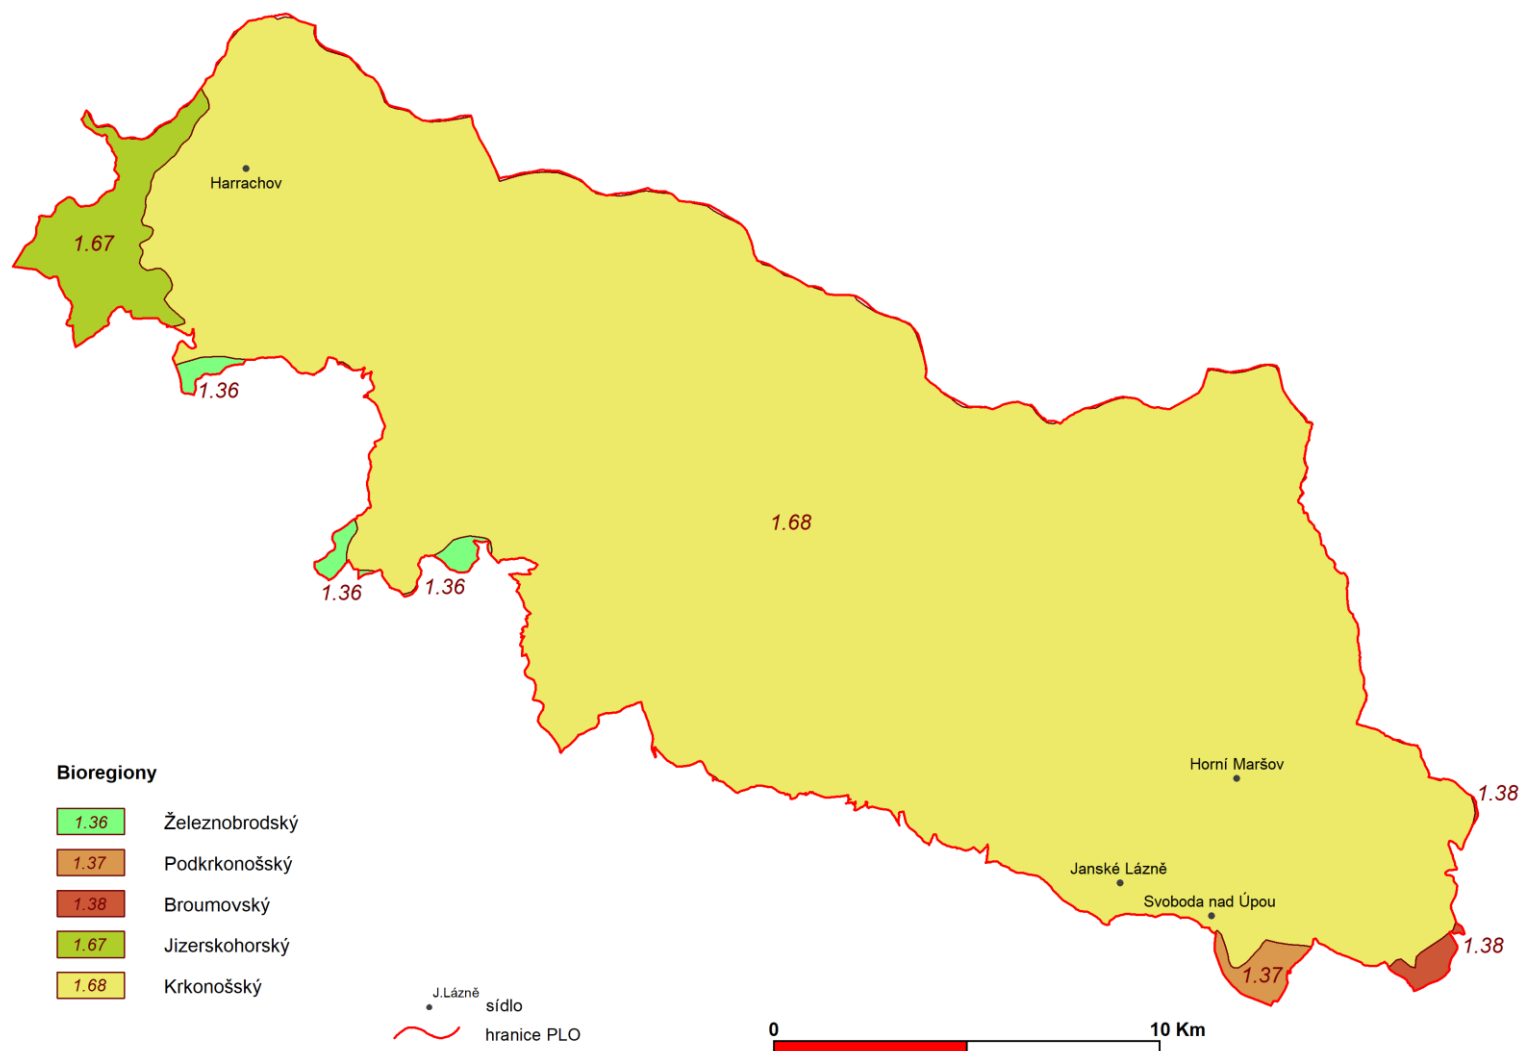 Harrachov
1.67
1.36
1.68
1.36
1.36
Horní Maršov
1.38
Janské Lázně
Svoboda nad Úpou
1.38
1.37
Bioregiony
1.36 Železnobrodský
1.37 Podkrkonošský
1.38 Broumovský
1.67 Jizerskohorský
1.68 Krkonošský
J.Lázně sídlo
hranice PLO
0 10 Km